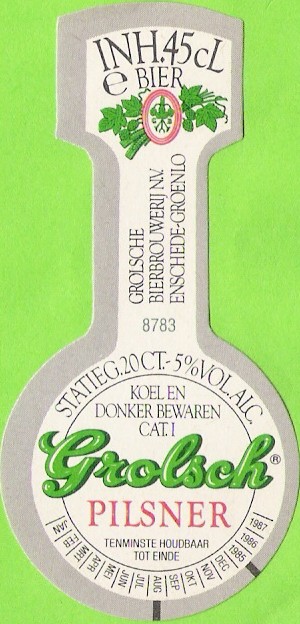 INH.45cL
e BIER
GROLSCHE
BIERBROUWERIJ N.V.
ENSCHEDE-GROENLO
8783
STATIEG.20CT.-5%VOL.ALC.
KOEL EN
DONKER BEWAREN
CAT.I
Grolsch®
PILSNER
TENMINSTE HOUDBAAR
TOT EINDE
JAN FEB MRT APR MEI JUN JUL AUG SEP OKT NOV DEC 1985 1986 1987